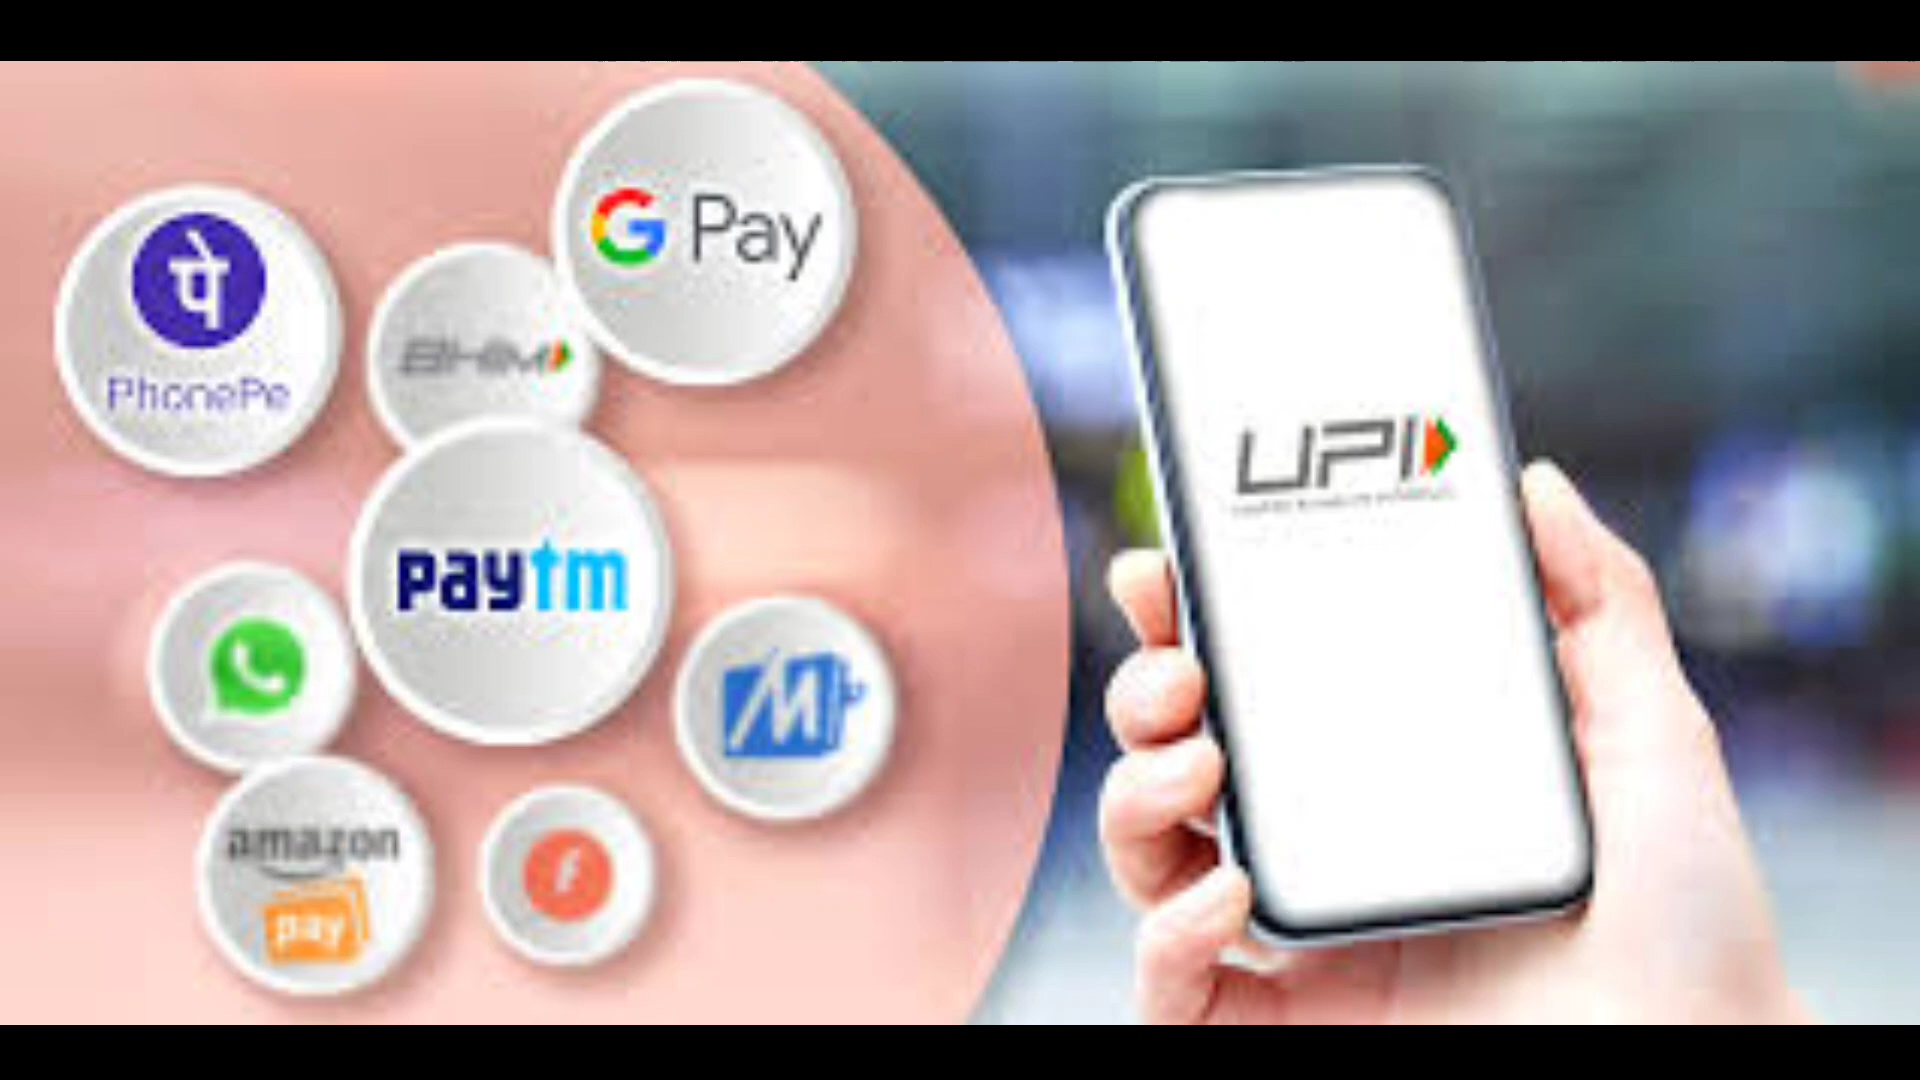 G Pay
पे
PhonePe
BHIM
UPI
paytm
M
amazon
pay
f